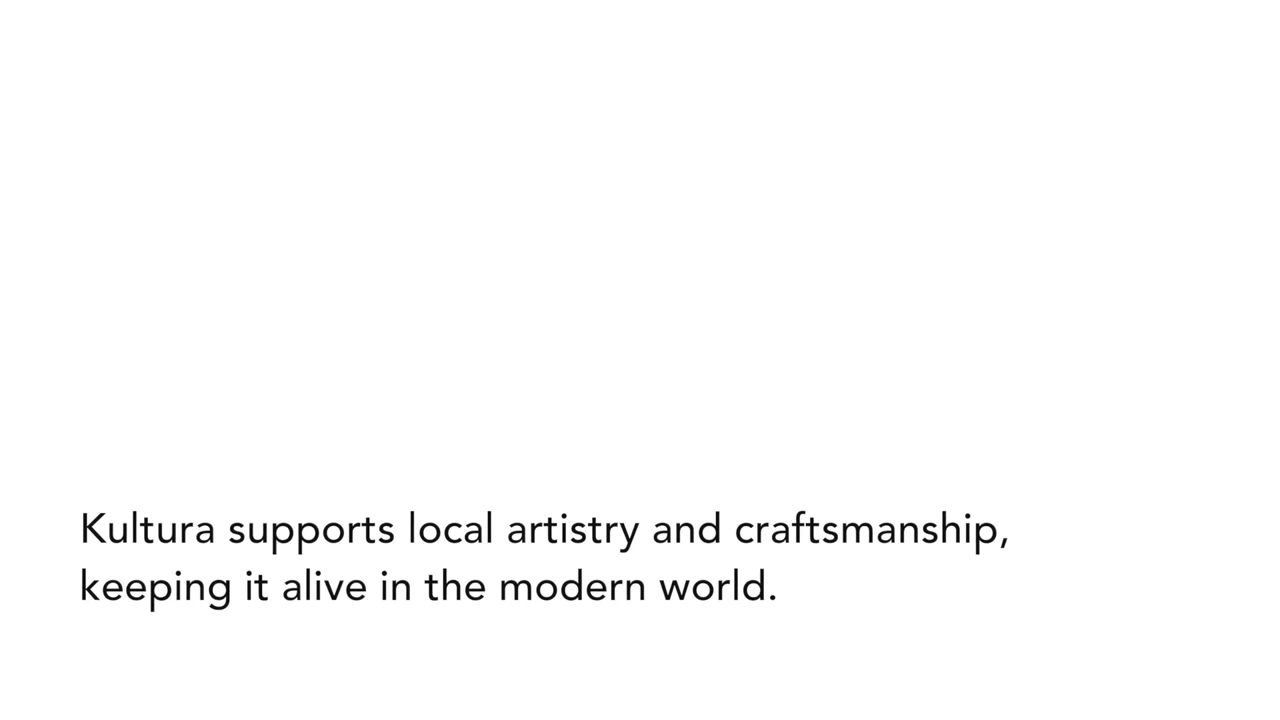 Kultura supports local artistry and craftsmanship,
keeping it alive in the modern world.